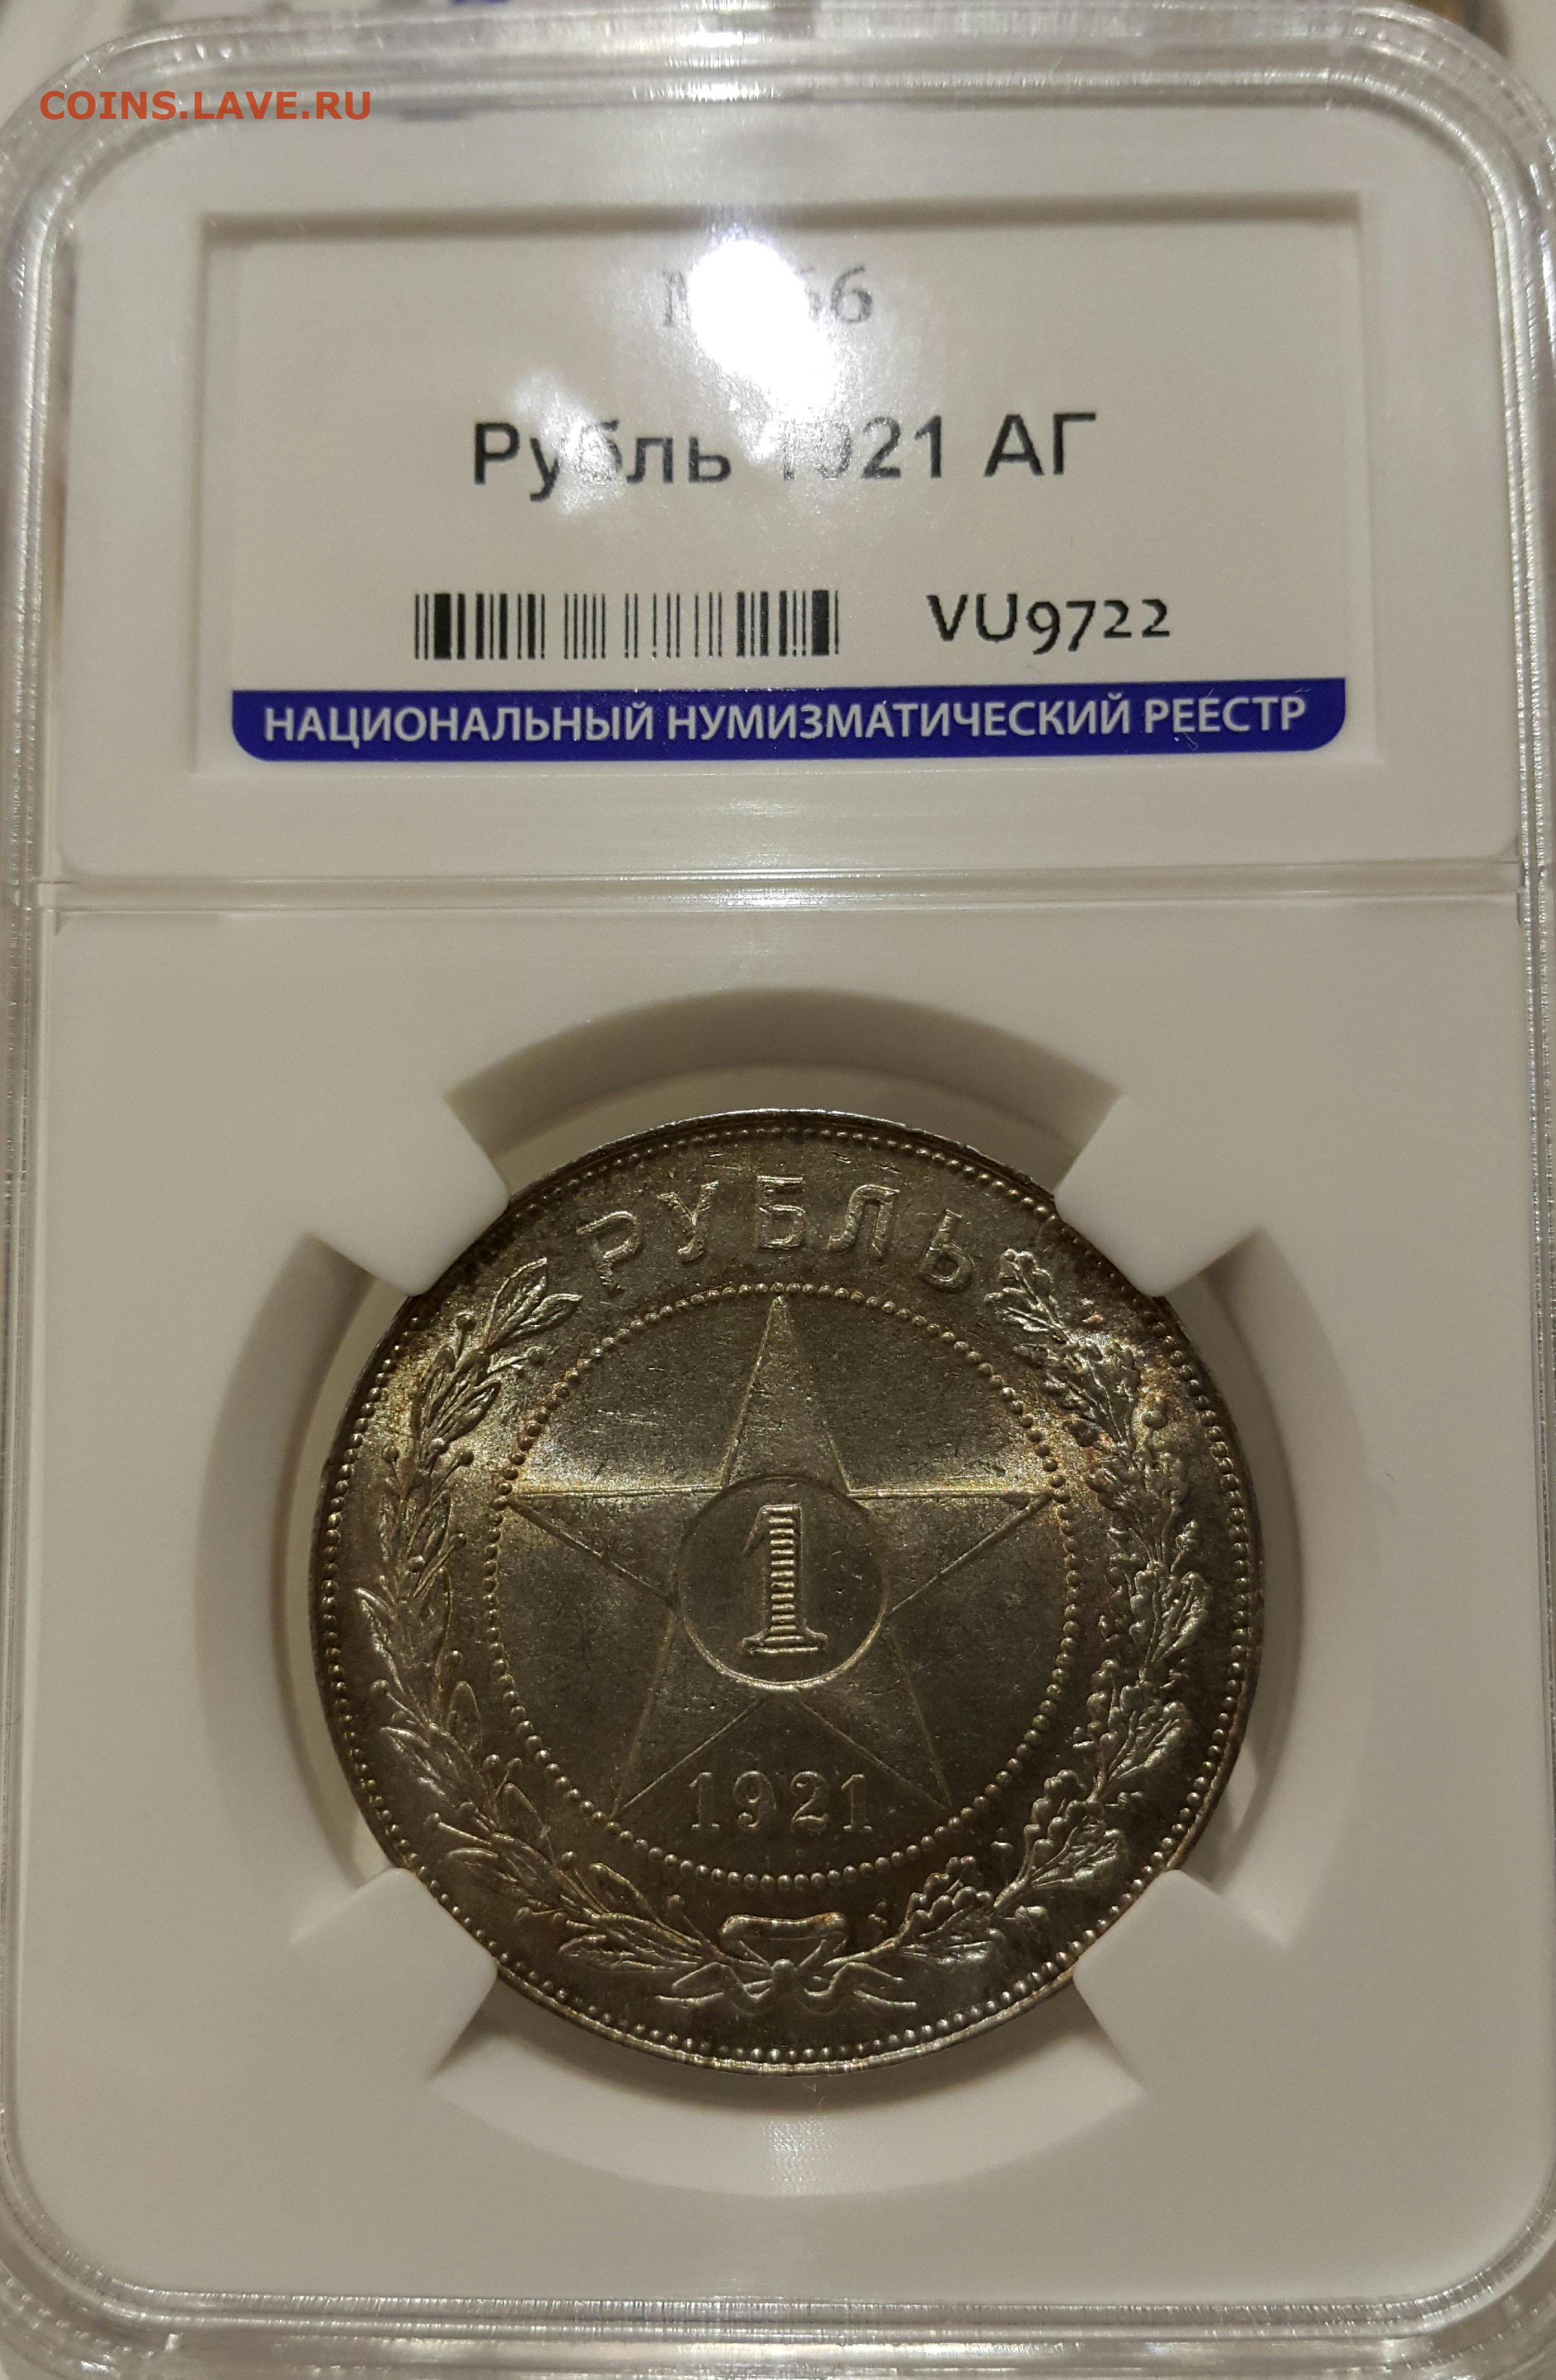 COINS.LAVE.RU
Рубль 1921 АГ
VU9722
НАЦИОНАЛЬНЫЙ НУМИЗМАТИЧЕСКИЙ РЕЕСТР
РУБЛЬ
1
1921